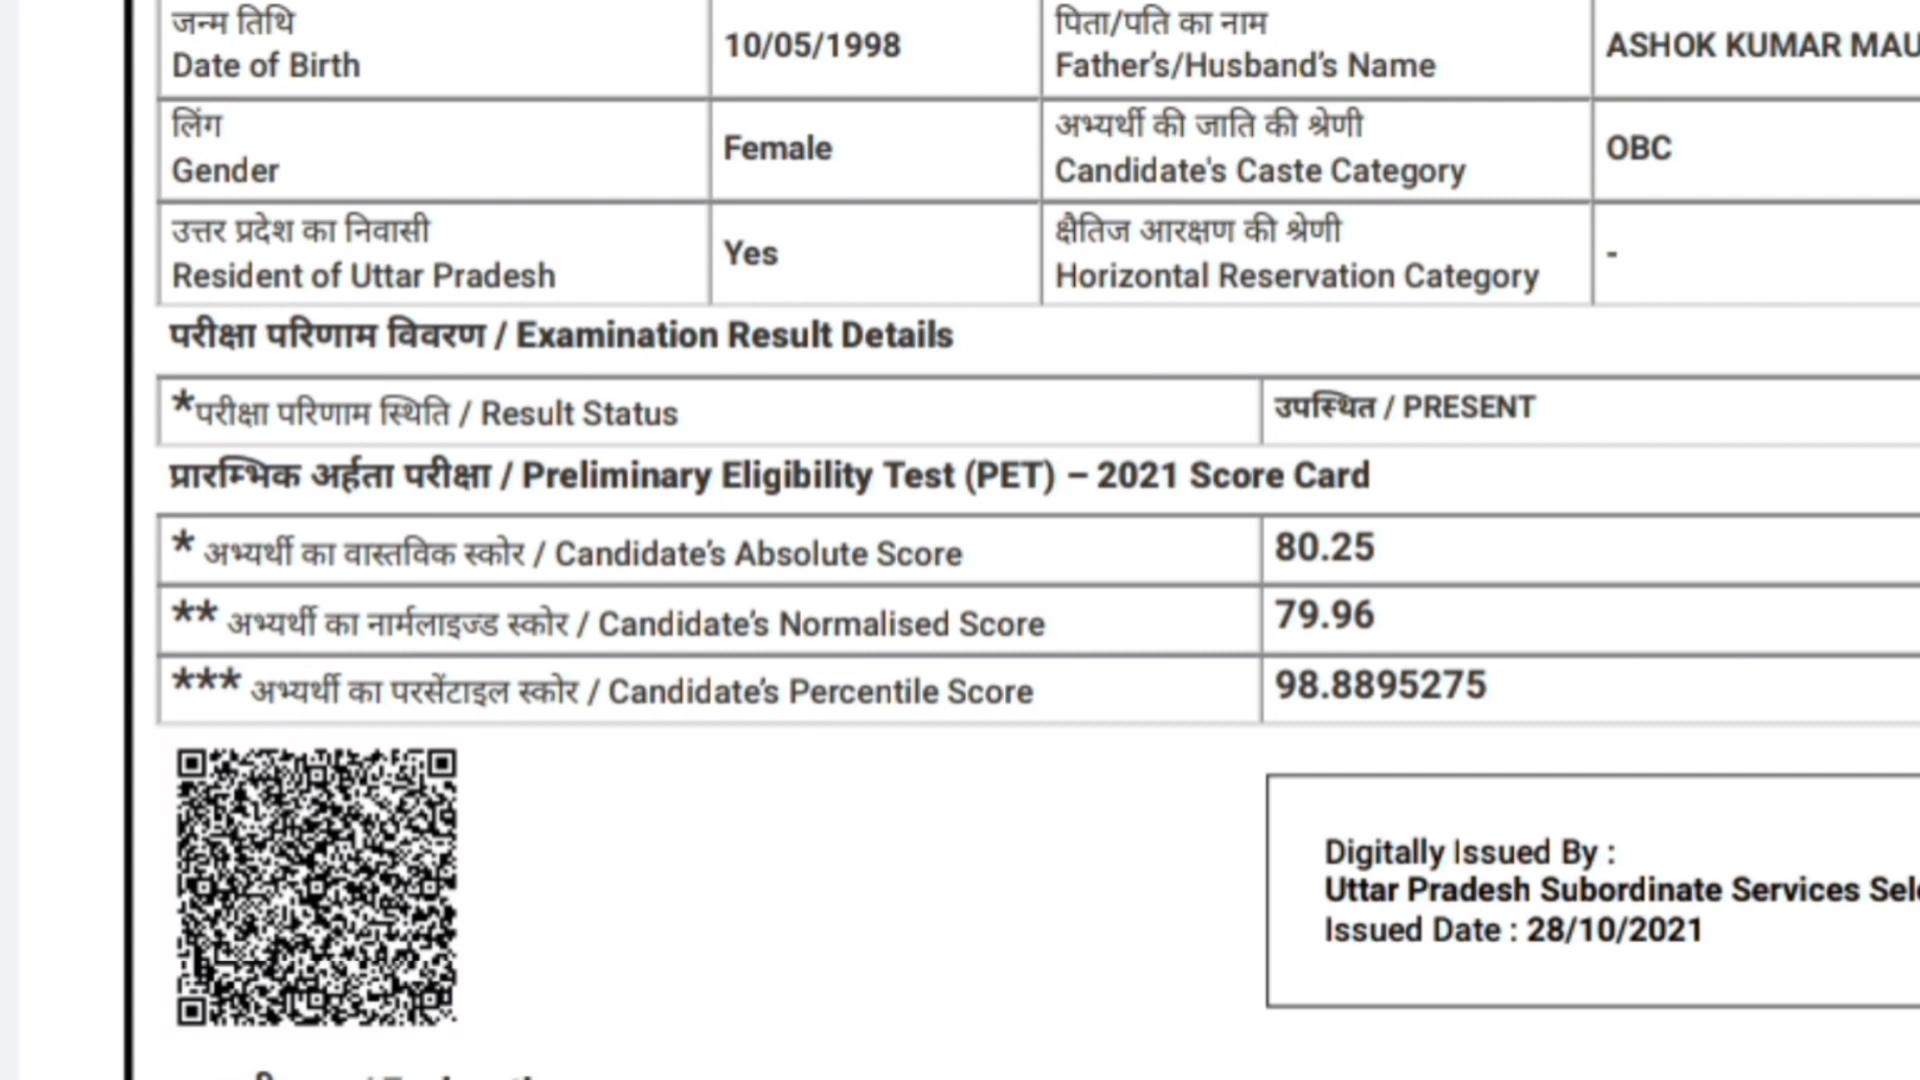 जन्म तिथि
Date of Birth
10/05/1998
पिता/पति का नाम
Father's/Husband's Name
ASHOK KUMAR
लिंग
Gender
Female
अभ्यर्थी की जाति की श्रेणी
Candidate's Caste Category
OBC
उत्तर प्रदेश का निवासी
Resident of Uttar Pradesh
Yes
क्षैतिज आरक्षण की श्रेणी
Horizontal Reservation Category
-
परीक्षा परिणाम विवरण / Examination Result Details
*परीक्षा परिणाम स्थिति / Result Status
उपस्थित / PRESENT
प्रारम्भिक अर्हता परीक्षा / Preliminary Eligibility Test (PET) – 2021 Score Card
* अभ्यर्थी का वास्तविक स्कोर / Candidate's Absolute Score
80.25
** अभ्यर्थी का नार्मलाइज्ड स्कोर / Candidate's Normalised Score
79.96
*** अभ्यर्थी का परसेंटाइल स्कोर / Candidate's Percentile Score
98.8895275
Digitally Issued By :
Uttar Pradesh Subordinate Services
Issued Date : 28/10/2021